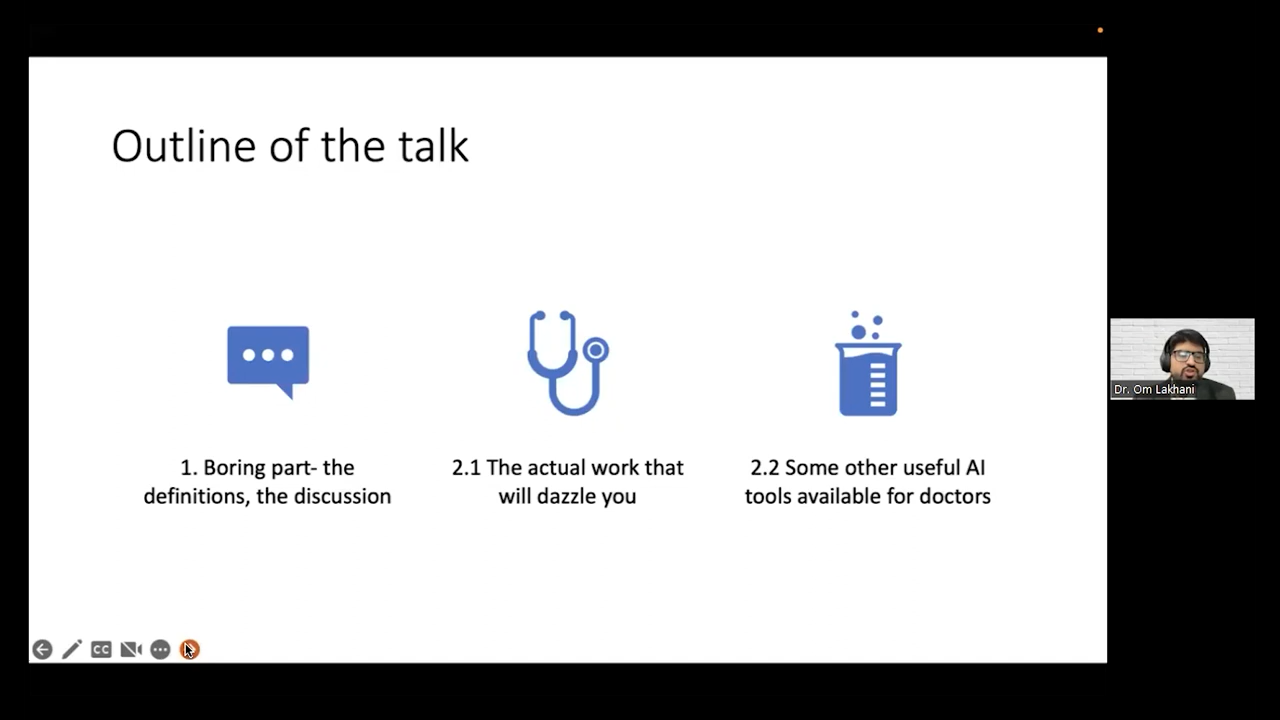 Outline of the talk
1. Boring part- the
definitions, the discussion
2.1 The actual work that
will dazzle you
2.2 Some other useful AI
tools available for doctors
Dr. Om Lakhani
CC